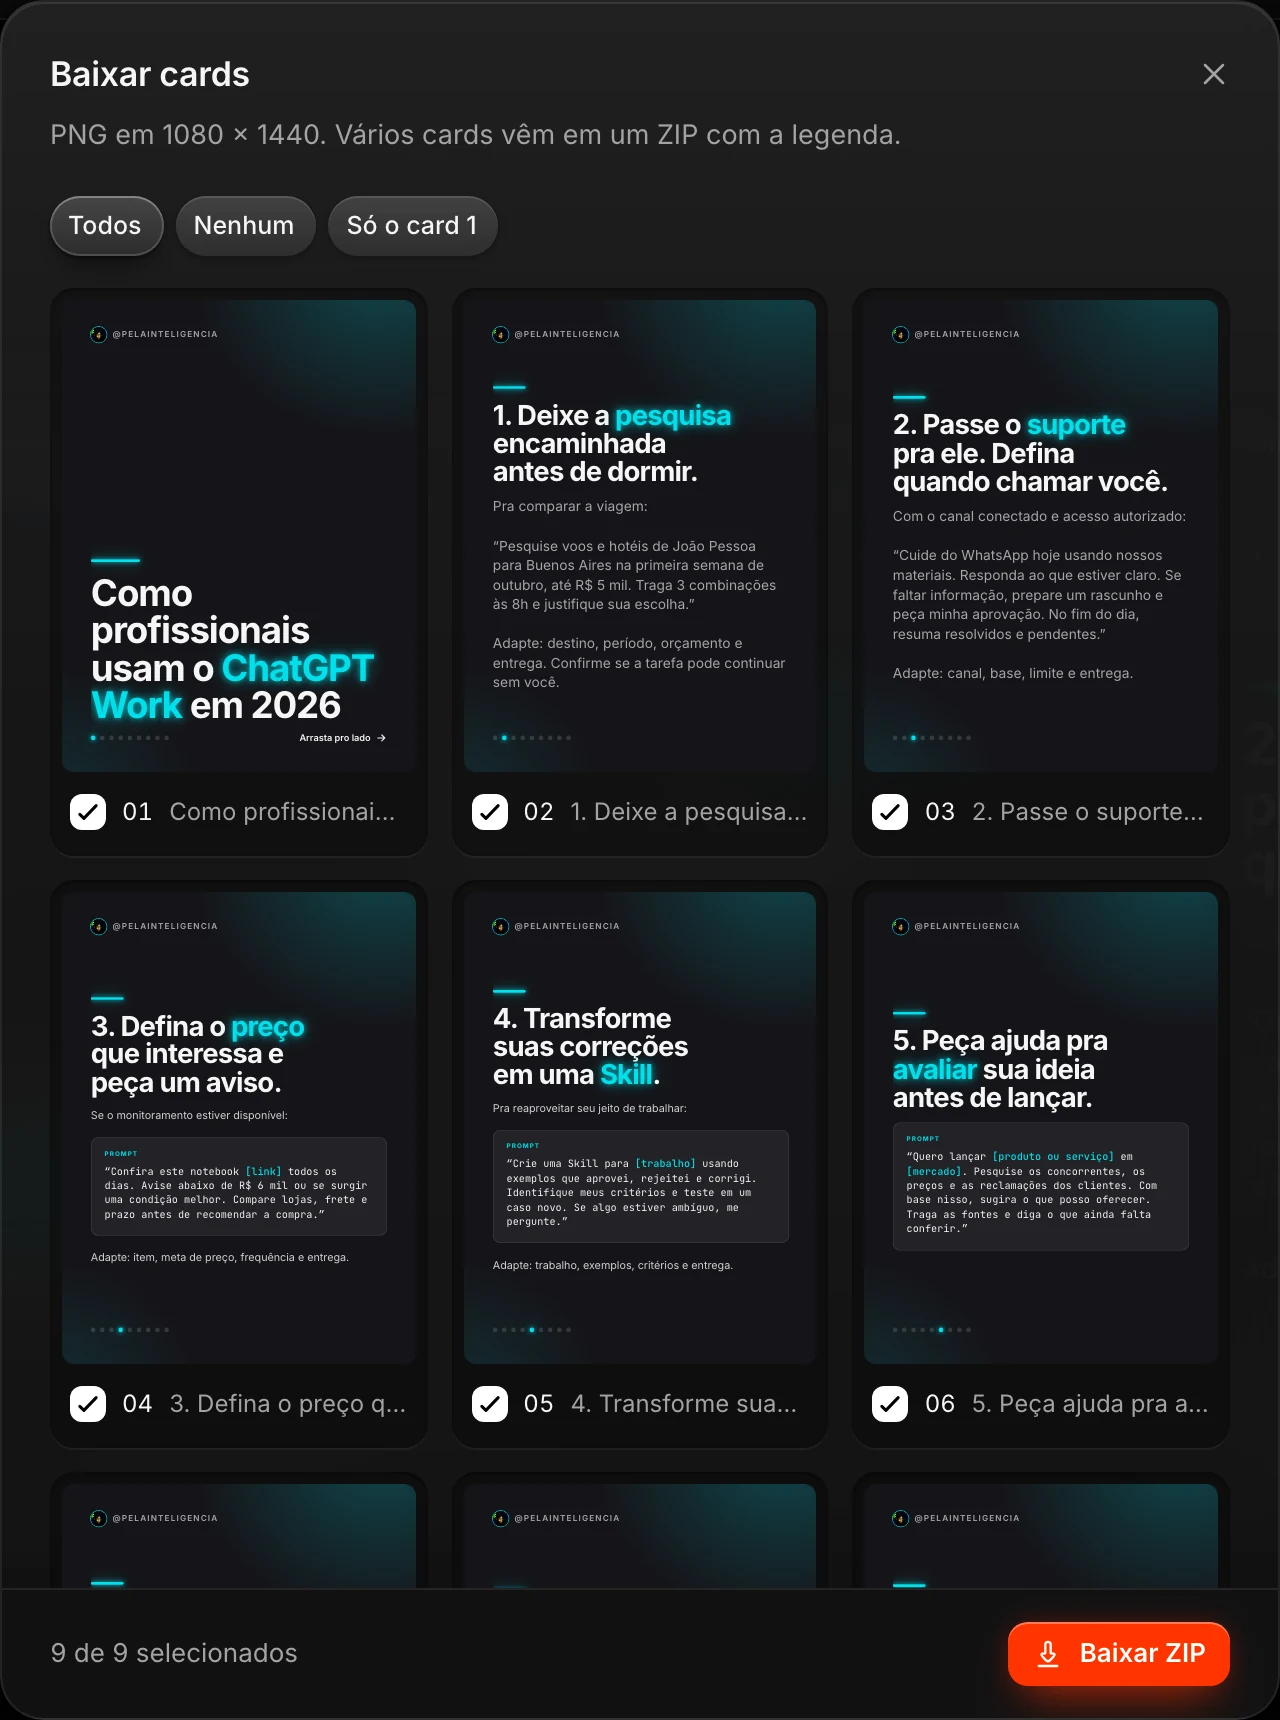 Baixar cards
PNG em 1080 × 1440. Vários cards vêm em um ZIP com a legenda.
Todos
Nenhum
Só o card 1
@PELAINTELIGENCIA
Como
profissionais
usam o ChatGPT
Work em 2026
Arrasta pro lado →
01 Como profissionai...
@PELAINTELIGENCIA
1. Deixe a pesquisa
encaminhada
antes de dormir.
Pra comparar a viagem:
“Pesquise voos e hotéis de João Pessoa
para Buenos Aires na primeira semana de
outubro, até R$ 5 mil. Traga 3 combinações
às 8h e justifique sua escolha.”
Adapte: destino, período, orçamento e
entrega. Confirme se a tarefa pode continuar
sem você.
02 1. Deixe a pesquisa...
@PELAINTELIGENCIA
2. Passe o suporte
pra ele. Defina
quando chamar você.
Com o canal conectado e acesso autorizado:
“Cuide do WhatsApp hoje usando nossos
materiais. Responda ao que estiver claro. Se
faltar informação, prepare um rascunho e
peça minha aprovação. No fim do dia,
resuma resolvidos e pendentes.”
Adapte: canal, base, limite e entrega.
03 2. Passe o suporte...
@PELAINTELIGENCIA
3. Defina o preço
que interessa e
peça um aviso.
Se o monitoramento estiver disponível:
PROMPT
“Confira este notebook [link] todos os
dias. Avise abaixo de R$ 6 mil ou se surgir
uma condição melhor. Compare lojas, frete e
prazo antes de recomendar a compra.”
Adapte: item, meta de preço, frequência e entrega.
04 3. Defina o preço q...
@PELAINTELIGENCIA
4. Transforme
suas correções
em uma Skill.
Pra reaproveitar seu jeito de trabalhar:
PROMPT
“Crie uma Skill para [trabalho] usando
exemplos que aprovei, rejeitei e corrigi.
Identifique meus critérios e teste em um
caso novo. Se algo estiver ambíguo, me
pergunte.”
Adapte: trabalho, exemplos, critérios e entrega.
05 4. Transforme sua...
@PELAINTELIGENCIA
5. Peça ajuda pra
avaliar sua ideia
antes de lançar.
PROMPT
“Quero lançar [produto ou serviço] em
[mercado]. Pesquise os concorrentes, os
preços e as reclamações dos clientes. Com
base nisso, sugira o que posso oferecer.
Traga as fontes e diga o que ainda falta
conferir.”
06 5. Peça ajuda pra a...
@PELAINTELIGENCIA
@PELAINTELIGENCIA
@PELAINTELIGENCIA
9 de 9 selecionados
Baixar ZIP